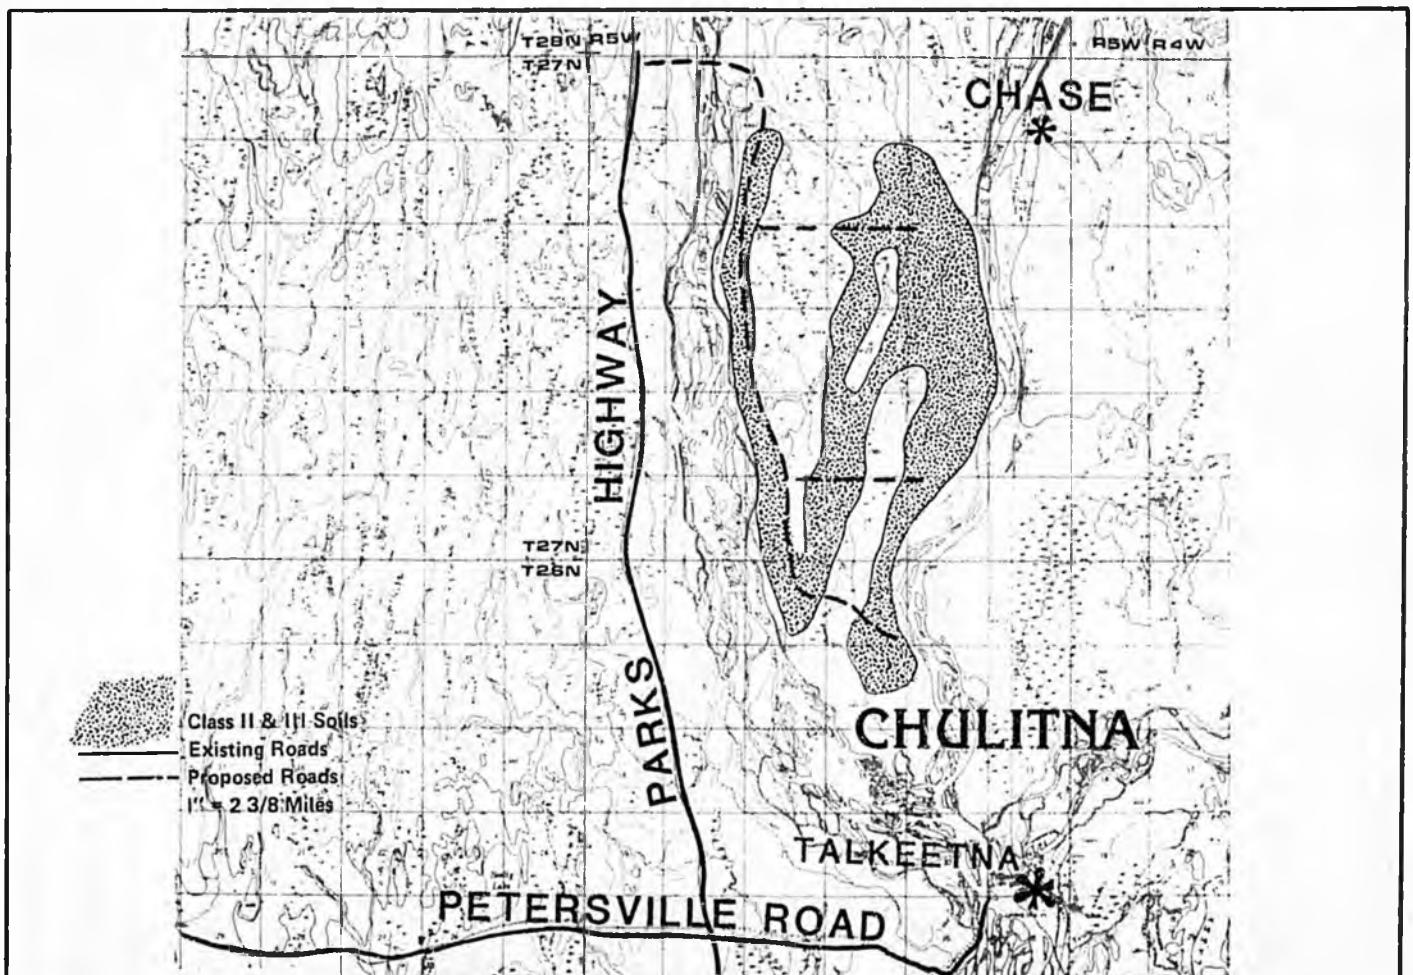 T28N R5W
T27N
R5W R4W
CHASE
HIGHWAY
T27N
T26N
PARKS
CHULITNA
Class II & III Soils
Existing Roads
Proposed Roads
1" = 2 3/8 Miles
TALKEETNA
PETERSVILLE ROAD